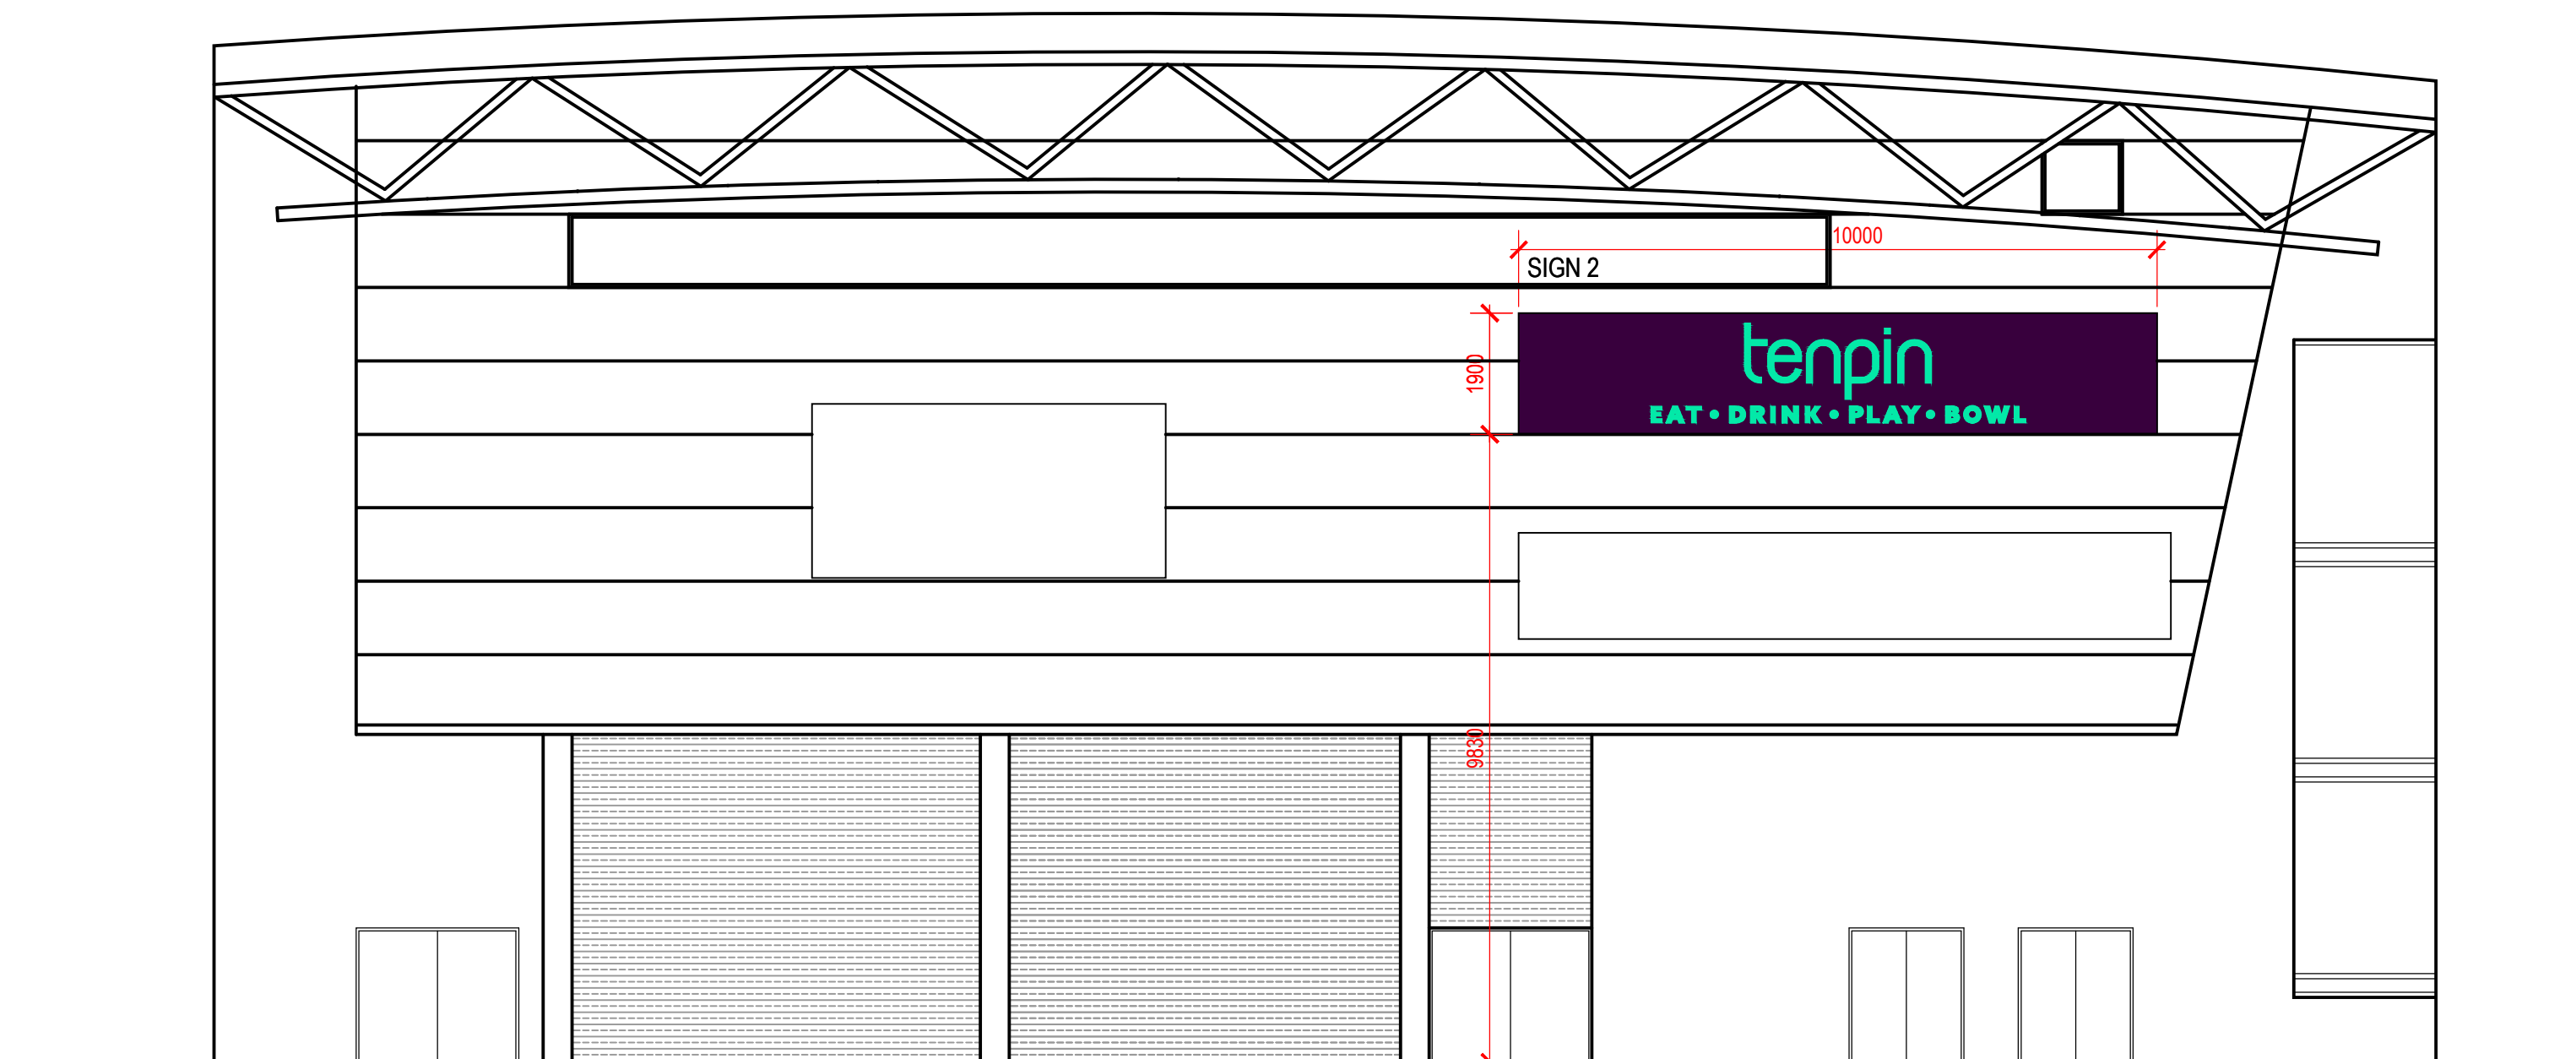 10000
SIGN 2
1900
tenpin
EAT • DRINK • PLAY • BOWL
9830